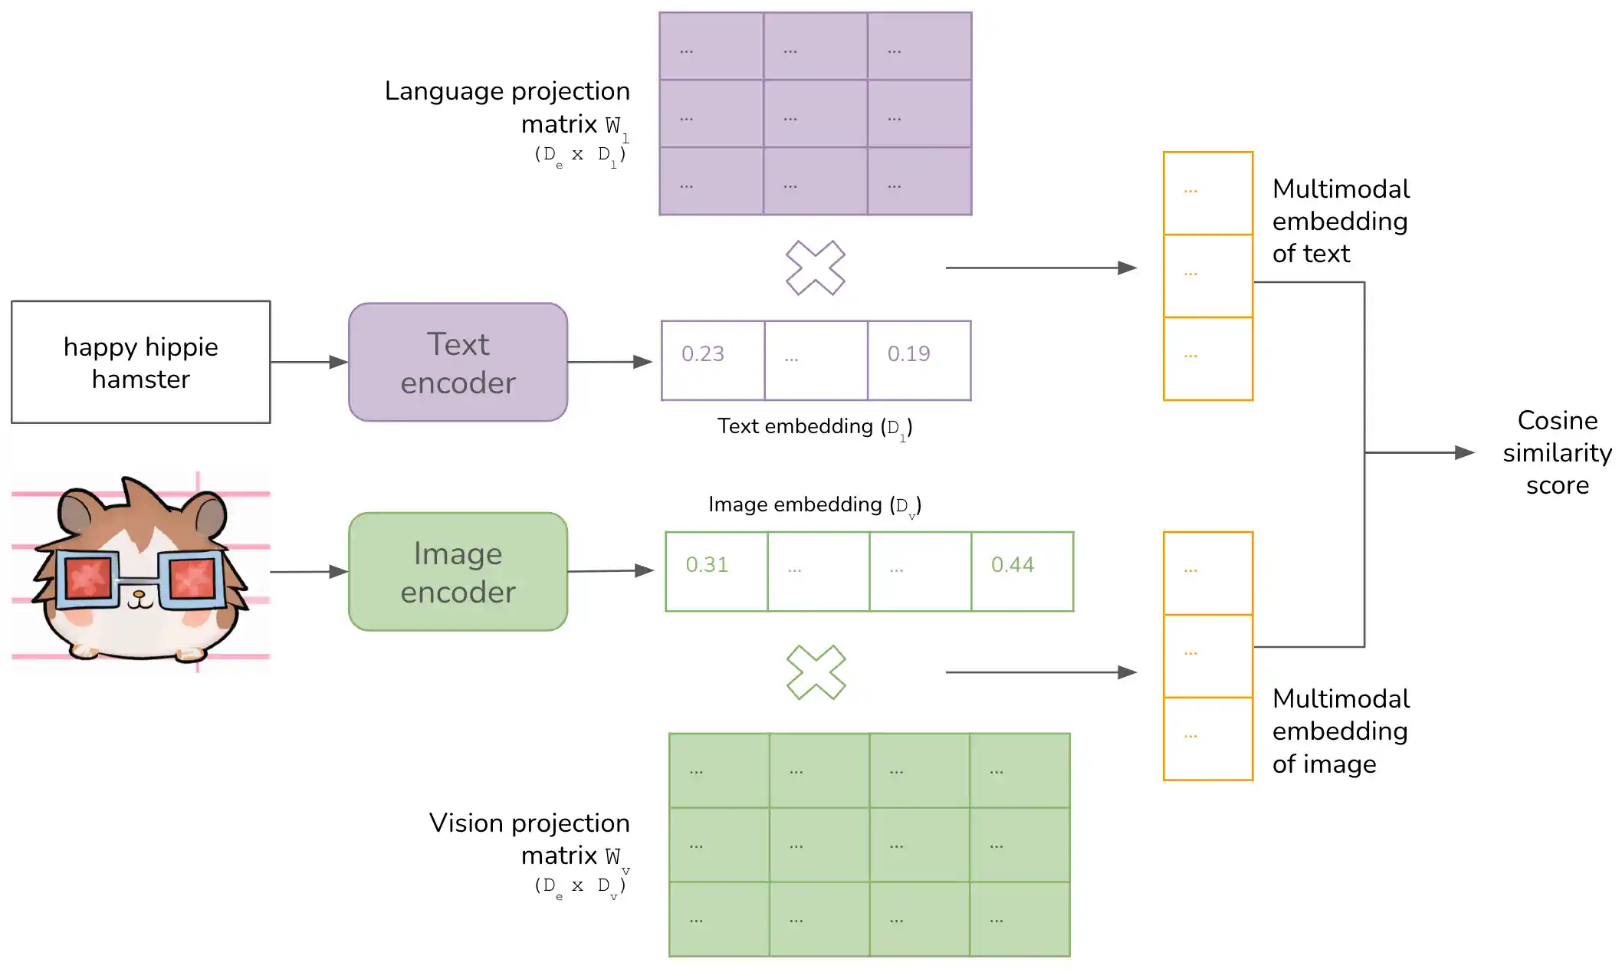 ... ... ...
Language projection
matrix W_l
(D_e x D_l)
... ... ...
... ... ...
...
Multimodal
embedding
of text
...
...
happy hippie
hamster
Text
encoder
0.23 ... 0.19
Text embedding (D_l)
Cosine
similarity
score
Image embedding (D_v)
Image
encoder
0.31 ... ... 0.44
...
...
...
Multimodal
embedding
of image
... ... ... ...
Vision projection
matrix W_v
(D_e x D_v)
... ... ... ...
... ... ... ...